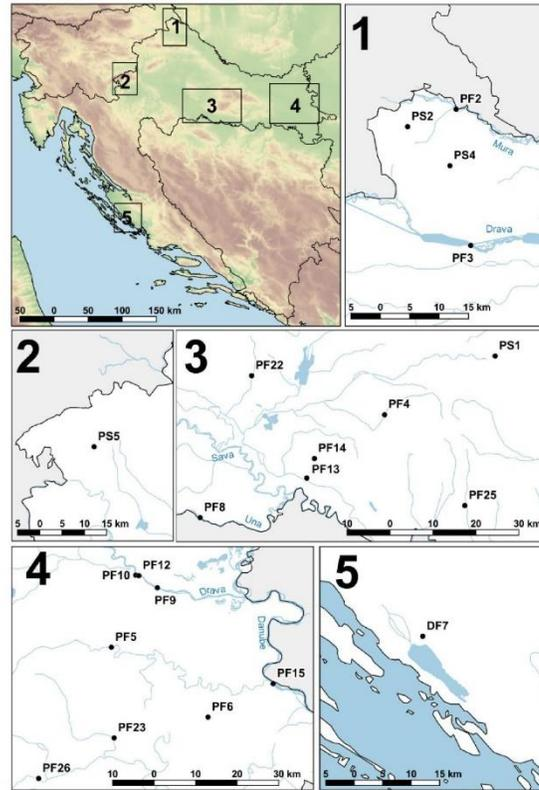 1
2
3
4
5
50 0 50 100 150 km
1
PF2
PS2
Mura
PS4
Drava
PF3
5 0 5 10 15 km
2
PS5
5 0 5 10 15 km
3
PS1
PF22
PF4
Sava
PF14
PF13
PF8
Una
PF25
10 0 10 20 30 km
4
PF12
PF10
Drava
PF9
Danube
PF5
PF15
PF6
PF23
PF26
10 0 10 20 30 km
5
DF7
5 0 5 10 15 km